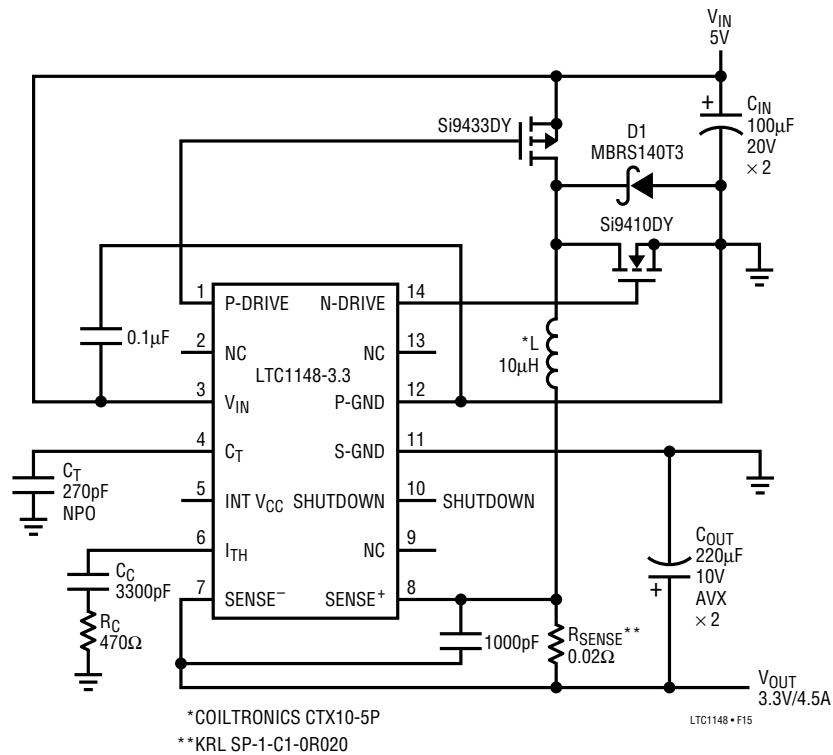 VIN
5V
Si9433DY
D1
MBRS140T3
+
CIN
100µF
20V
× 2
Si9410DY
1
P-DRIVE
N-DRIVE
14
0.1µF
2
NC
NC
13
*L
10µH
LTC1148-3.3
3
VIN
P-GND
12
4
CT
S-GND
11
CT
270pF
NPO
5
INT VCC
SHUTDOWN
10
SHUTDOWN
6
ITH
NC
9
CC
3300pF
COUT
220µF
10V
AVX
× 2
+
7
SENSE–
SENSE+
8
RC
470Ω
1000pF
RSENSE**
0.02Ω
VOUT
3.3V/4.5A
*COILTRONICS CTX10-5P
**KRL SP-1-C1-0R020
LTC1148 • F15